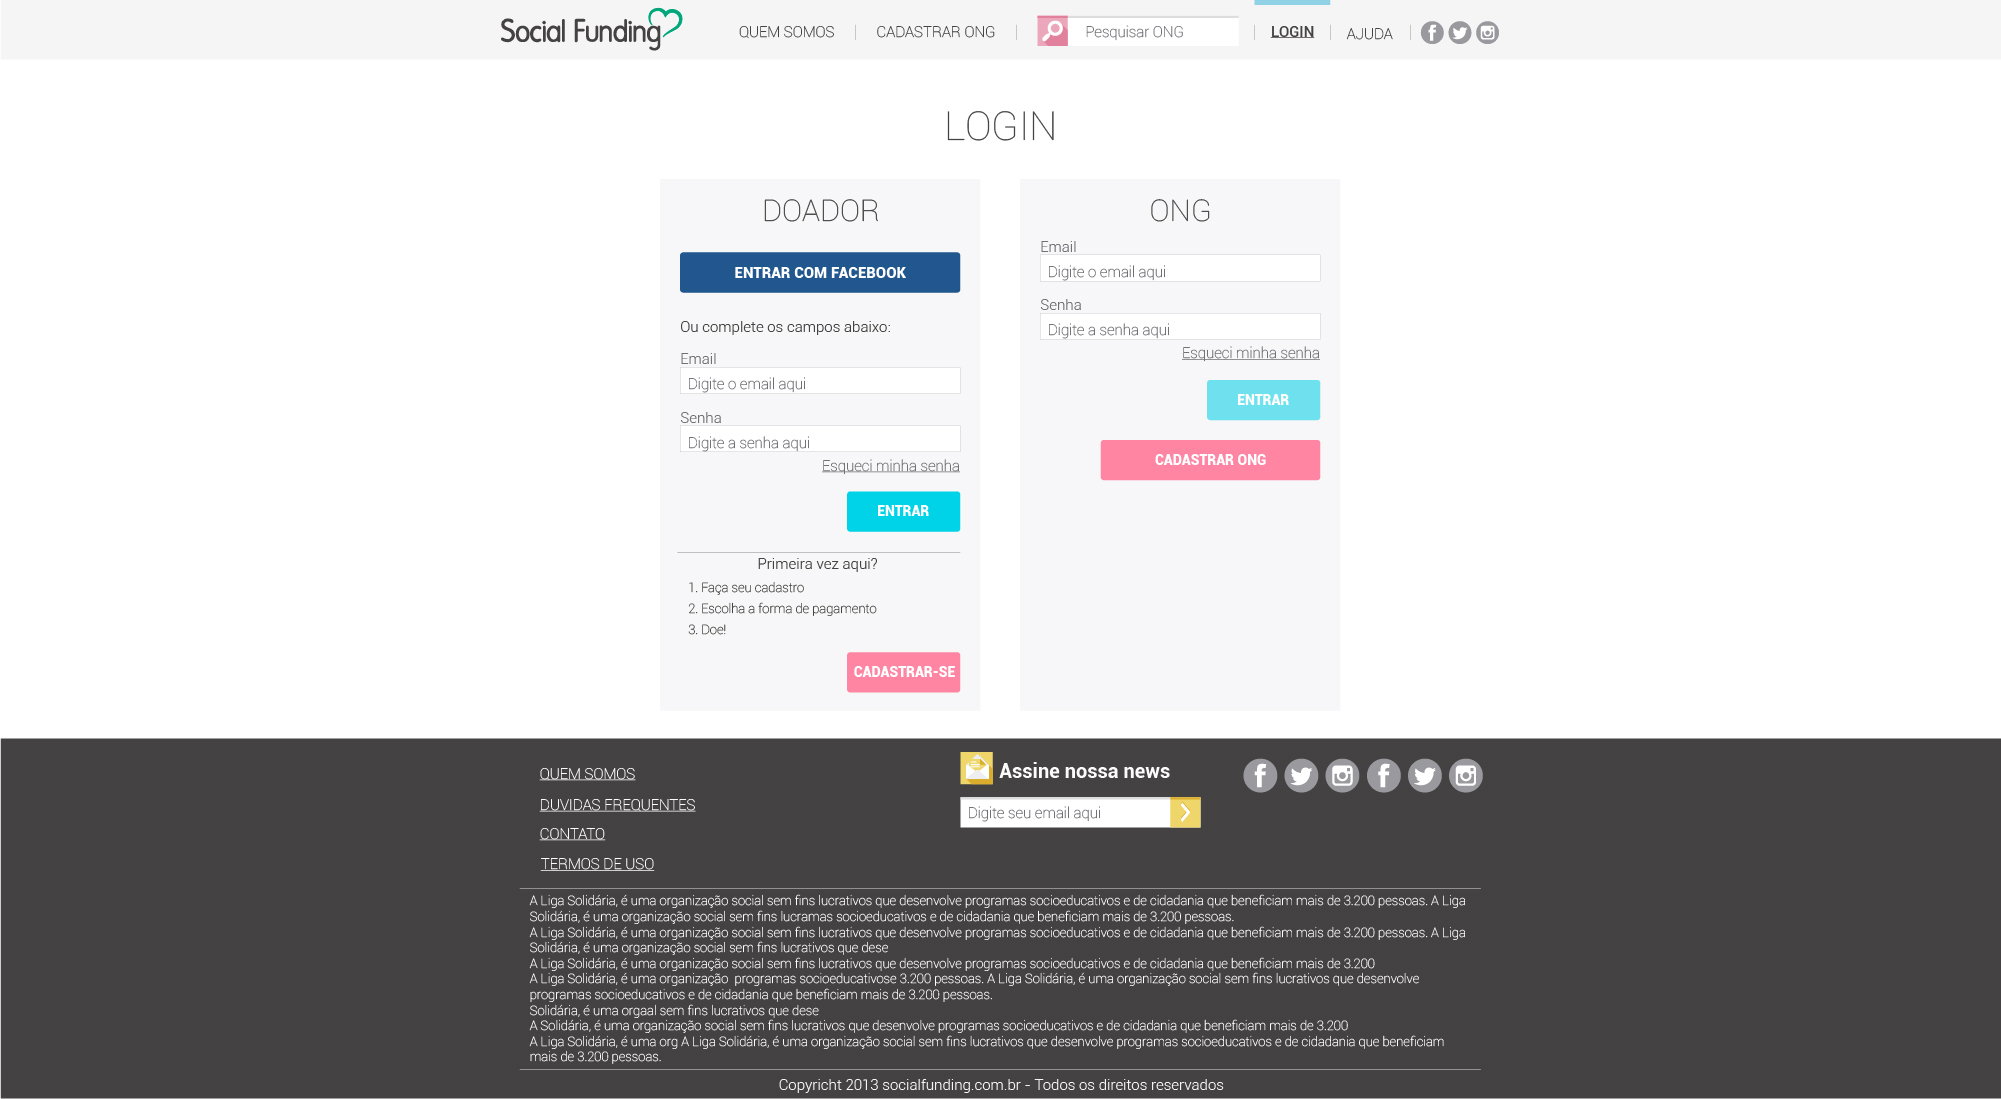 Social Funding
QUEM SOMOS
CADASTRAR ONG
Pesquisar ONG
LOGIN
AJUDA
LOGIN
DOADOR
ENTRAR COM FACEBOOK
Ou complete os campos abaixo:
Email
Digite o email aqui
Senha
Digite a senha aqui
Esqueci minha senha
ENTRAR
Primeira vez aqui?
1. Faça seu cadastro
2. Escolha a forma de pagamento
3. Doe!
CADASTRAR-SE
ONG
Email
Digite o email aqui
Senha
Digite a senha aqui
Esqueci minha senha
ENTRAR
CADASTRAR ONG
QUEM SOMOS
DUVIDAS FREQUENTES
CONTATO
TERMOS DE USO
Assine nossa news
Digite seu email aqui
A Liga Solidária, é uma organização social sem fins lucrativos que desenvolve programas socioeducativos e de cidadania que beneficiam mais de 3.200 pessoas. A Liga
Solidária, é uma organização social sem fins lucramas socioeducativos e de cidadania que beneficiam mais de 3.200 pessoas.
A Liga Solidária, é uma organização social sem fins lucrativos que desenvolve programas socioeducativos e de cidadania que beneficiam mais de 3.200 pessoas. A Liga
Solidária, é uma organização social sem fins lucrativos que dese
A Liga Solidária, é uma organização social sem fins lucrativos que desenvolve programas socioeducativos e de cidadania que beneficiam mais de 3.200
A Liga Solidária, é uma organização  programas socioeducativose 3.200 pessoas. A Liga Solidária, é uma organização social sem fins lucrativos que desenvolve
programas socioeducativos e de cidadania que beneficiam mais de 3.200 pessoas.
Solidária, é uma orgaal sem fins lucrativos que dese
A Solidária, é uma organização social sem fins lucrativos que desenvolve programas socioeducativos e de cidadania que beneficiam mais de 3.200
A Liga Solidária, é uma org A Liga Solidária, é uma organização social sem fins lucrativos que desenvolve programas socioeducativos e de cidadania que beneficiam
mais de 3.200 pessoas.
Copyricht 2013 socialfunding.com.br - Todos os direitos reservados